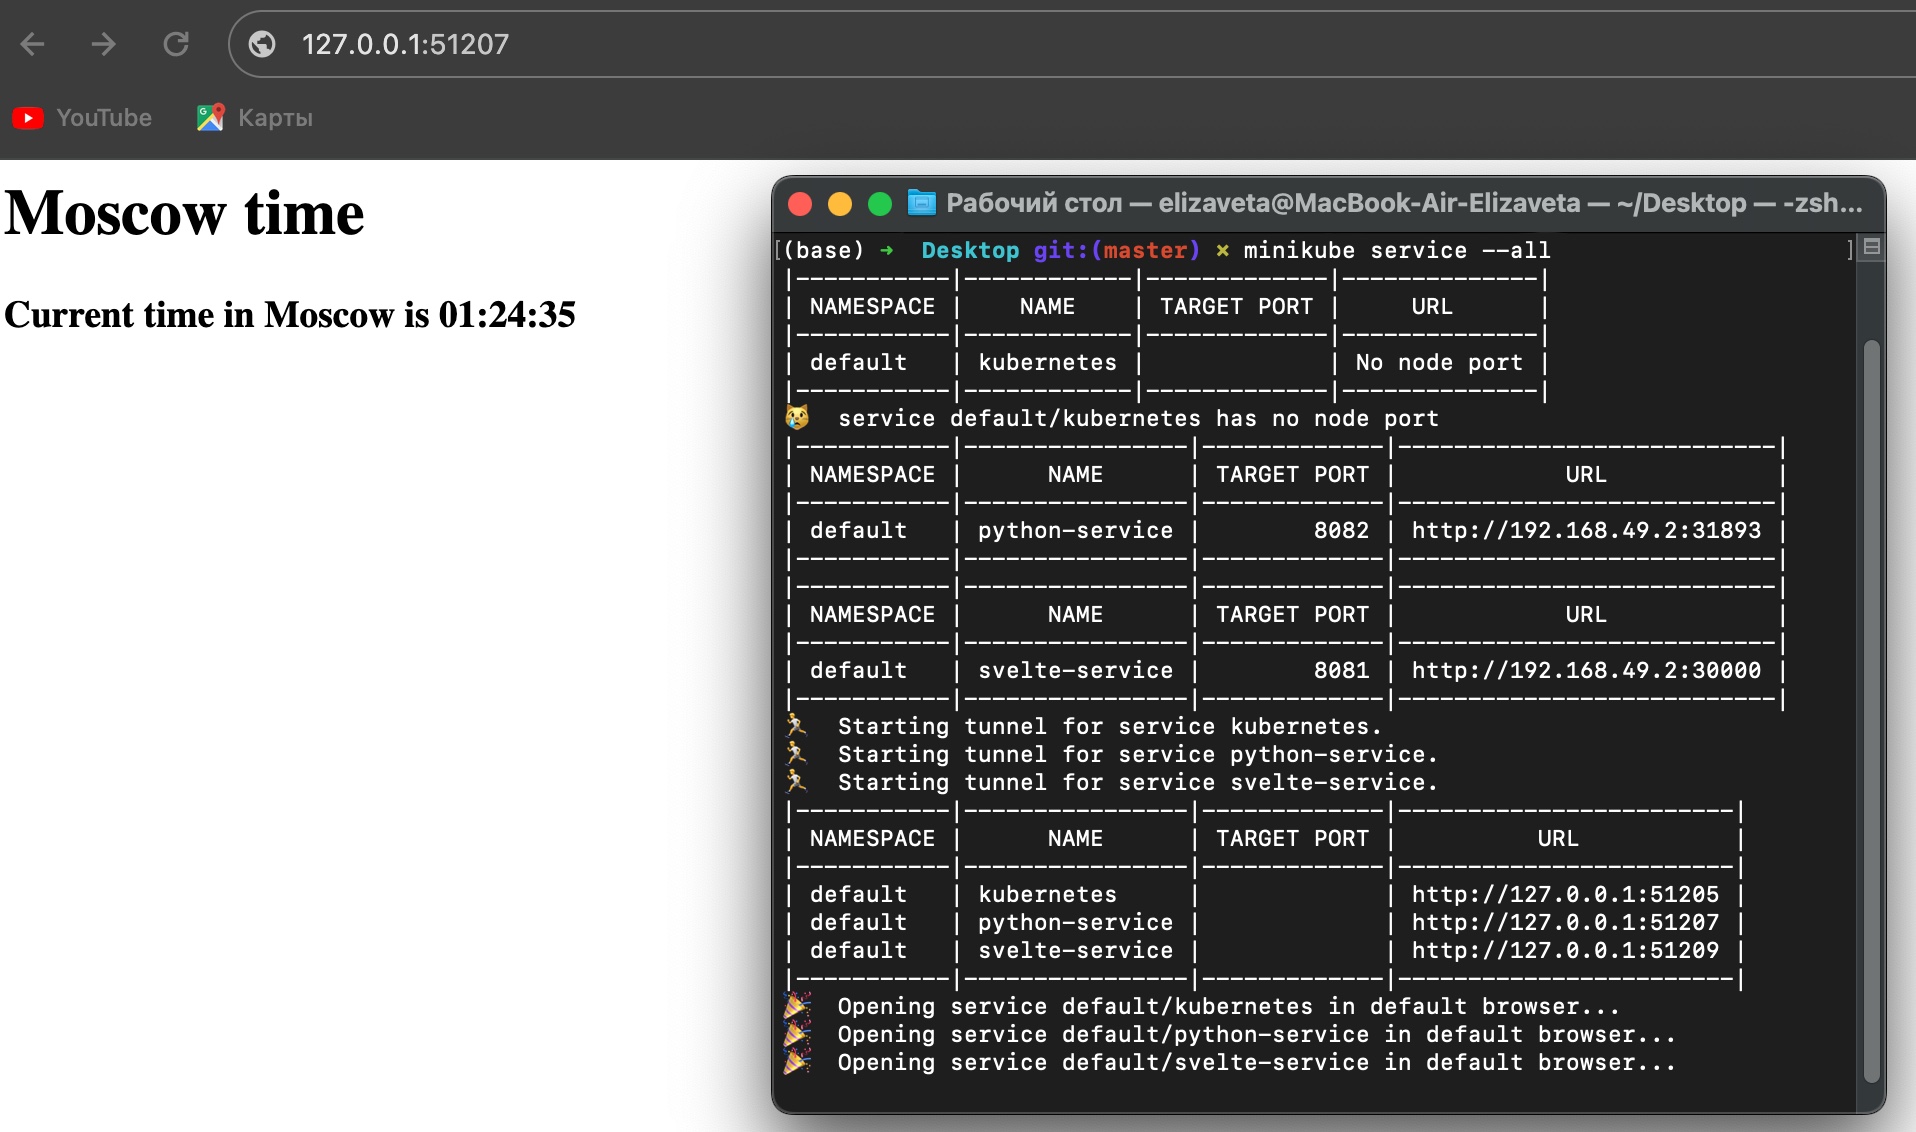 127.0.0.1:51207
YouTube Карты
Moscow time
Current time in Moscow is 01:24:35
Рабочий стол — elizaveta@MacBook-Air-Elizaveta — ~/Desktop — -zsh...
[(base) ➜  Desktop git:(master) × minikube service --all ]
|-----------|------------|-------------|--------------|
| NAMESPACE |    NAME    | TARGET PORT |     URL      |
|-----------|------------|-------------|--------------|
| default   | kubernetes |             | No node port |
|-----------|------------|-------------|--------------|
😿  service default/kubernetes has no node port
|-----------|----------------|-------------|---------------------------|
| NAMESPACE |      NAME      | TARGET PORT |            URL            |
|-----------|----------------|-------------|---------------------------|
| default   | python-service |        8082 | http://192.168.49.2:31893 |
|-----------|----------------|-------------|---------------------------|
|-----------|----------------|-------------|---------------------------|
| NAMESPACE |      NAME      | TARGET PORT |            URL            |
|-----------|----------------|-------------|---------------------------|
| default   | svelte-service |        8081 | http://192.168.49.2:30000 |
|-----------|----------------|-------------|---------------------------|
🏃  Starting tunnel for service kubernetes.
🏃  Starting tunnel for service python-service.
🏃  Starting tunnel for service svelte-service.
|-----------|----------------|-------------|------------------------|
| NAMESPACE |      NAME      | TARGET PORT |          URL           |
|-----------|----------------|-------------|------------------------|
| default   | kubernetes     |             | http://127.0.0.1:51205 |
| default   | python-service |             | http://127.0.0.1:51207 |
| default   | svelte-service |             | http://127.0.0.1:51209 |
|-----------|----------------|-------------|------------------------|
🎉  Opening service default/kubernetes in default browser...
🎉  Opening service default/python-service in default browser...
🎉  Opening service default/svelte-service in default browser...